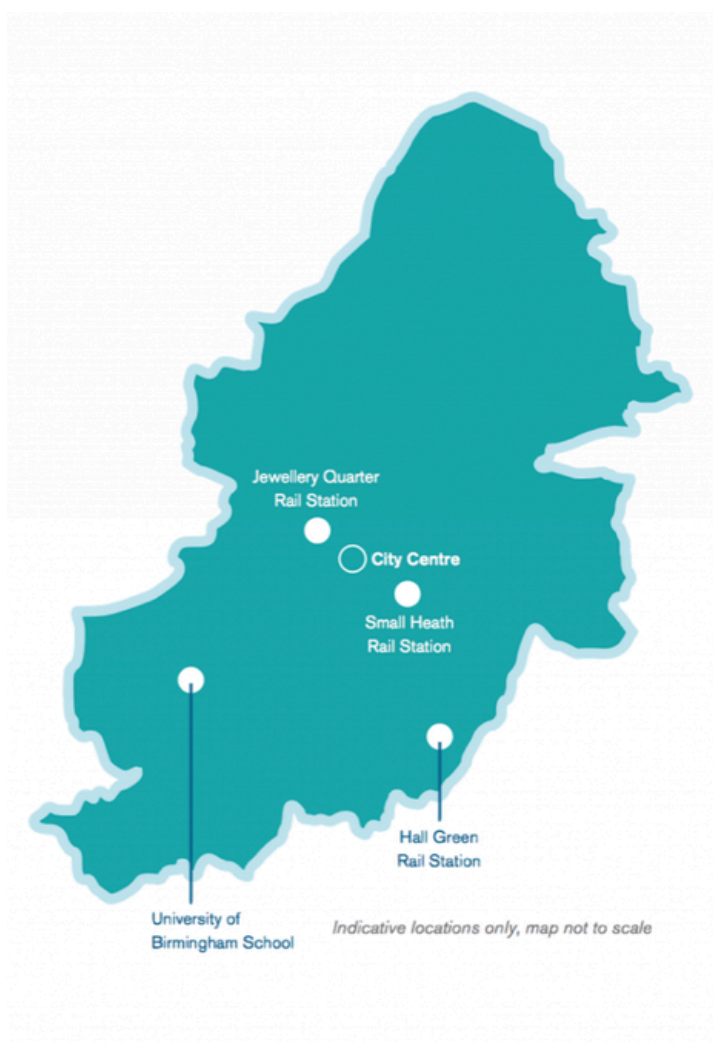 Jewellery Quarter
Rail Station
City Centre
Small Heath
Rail Station
Hall Green
Rail Station
University of
Birmingham School
Indicative locations only, map not to scale